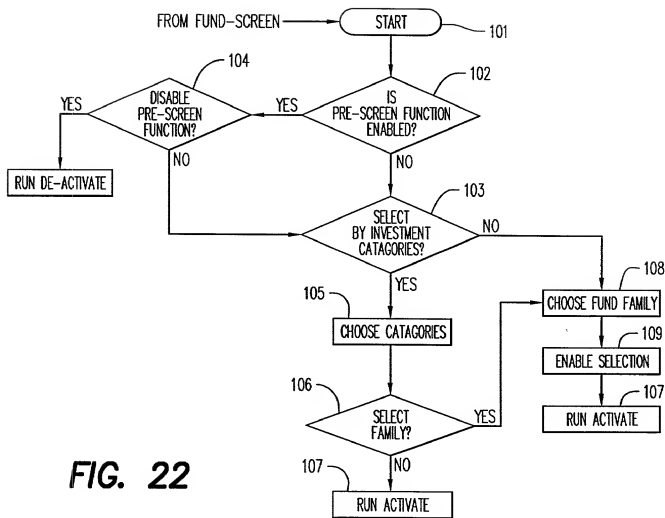 FROM FUND-SCREEN
START
101
104
102
DISABLE
PRE-SCREEN
FUNCTION?
YES
YES
IS
PRE-SCREEN FUNCTION
ENABLED?
NO
NO
RUN DE-ACTIVATE
103
SELECT
BY INVESTMENT
CATAGORIES?
NO
YES
108
105
CHOOSE FUND FAMILY
CHOOSE CATAGORIES
109
ENABLE SELECTION
106
107
SELECT
FAMILY?
YES
RUN ACTIVATE
NO
107
RUN ACTIVATE
FIG. 22